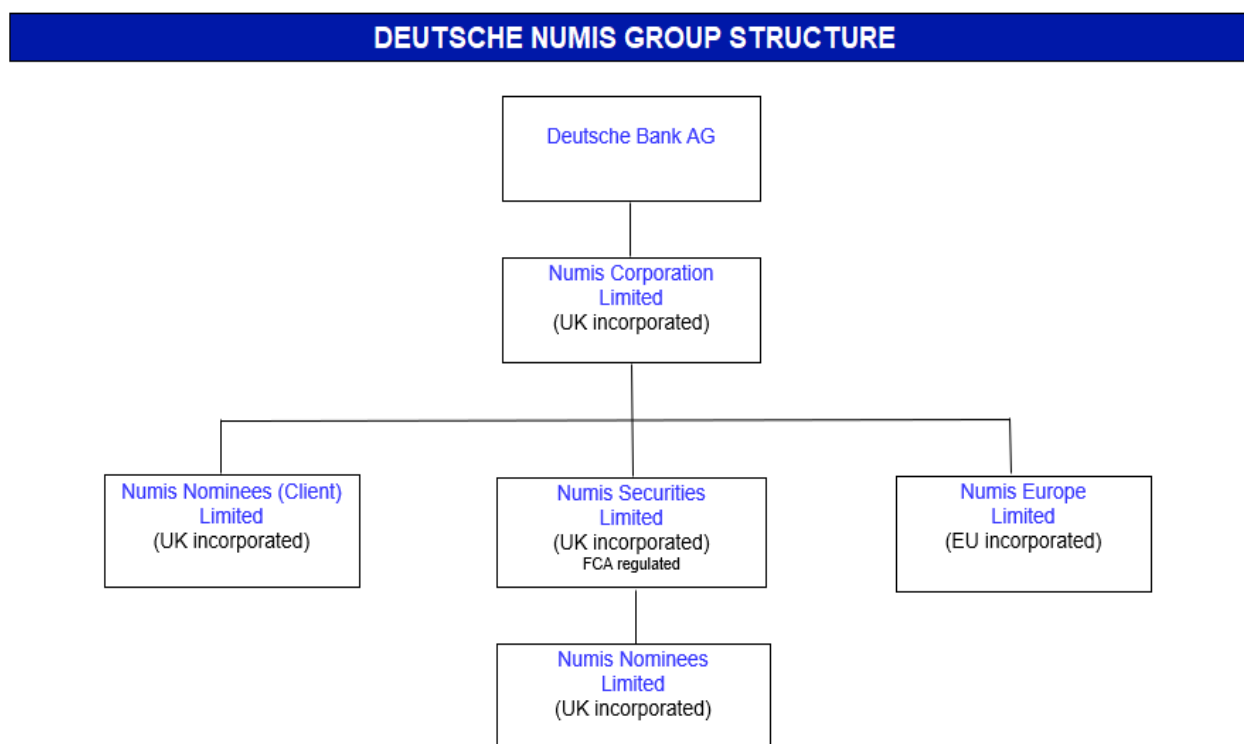 DEUTSCHE NUMIS GROUP STRUCTURE
Deutsche Bank AG
Numis Corporation
Limited
(UK incorporated)
Numis Nominees (Client)
Limited
(UK incorporated)
Numis Securities
Limited
(UK incorporated)
FCA regulated
Numis Europe
Limited
(EU incorporated)
Numis Nominees
Limited
(UK incorporated)